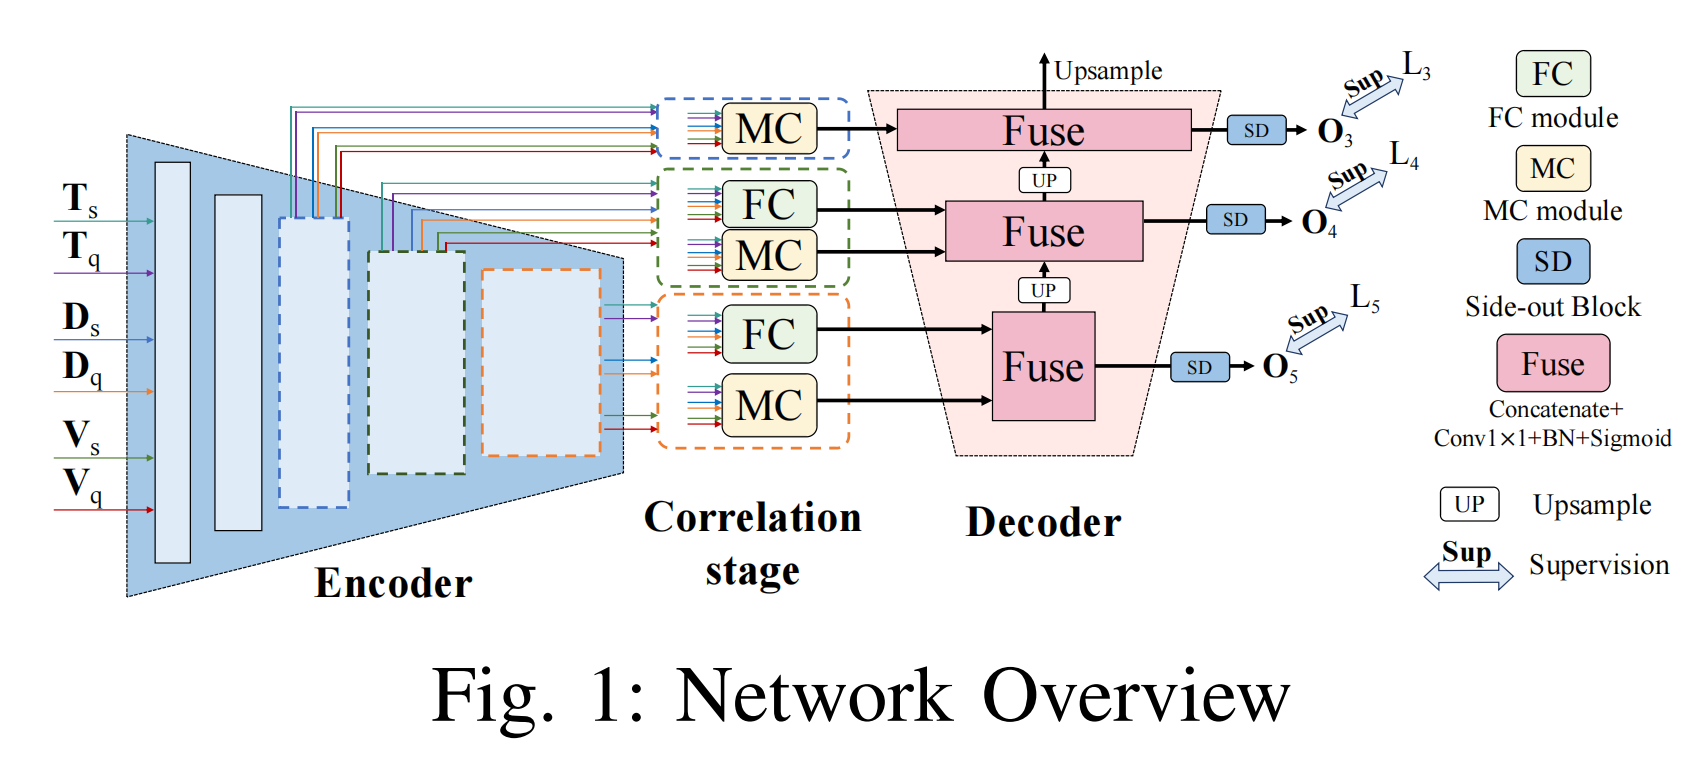 T_s
T_q
D_s
D_q
V_s
V_q
Encoder
MC
FC
MC
FC
MC
Correlation
stage
Upsample
Fuse
UP
Fuse
UP
Fuse
Decoder
SD
O_3
Sup
L_3
SD
O_4
Sup
L_4
SD
O_5
Sup
L_5
FC
FC module
MC
MC module
SD
Side-out Block
Fuse
Concatenate+
Conv1×1+BN+Sigmoid
UP Upsample
Sup
Supervision
Fig. 1: Network Overview